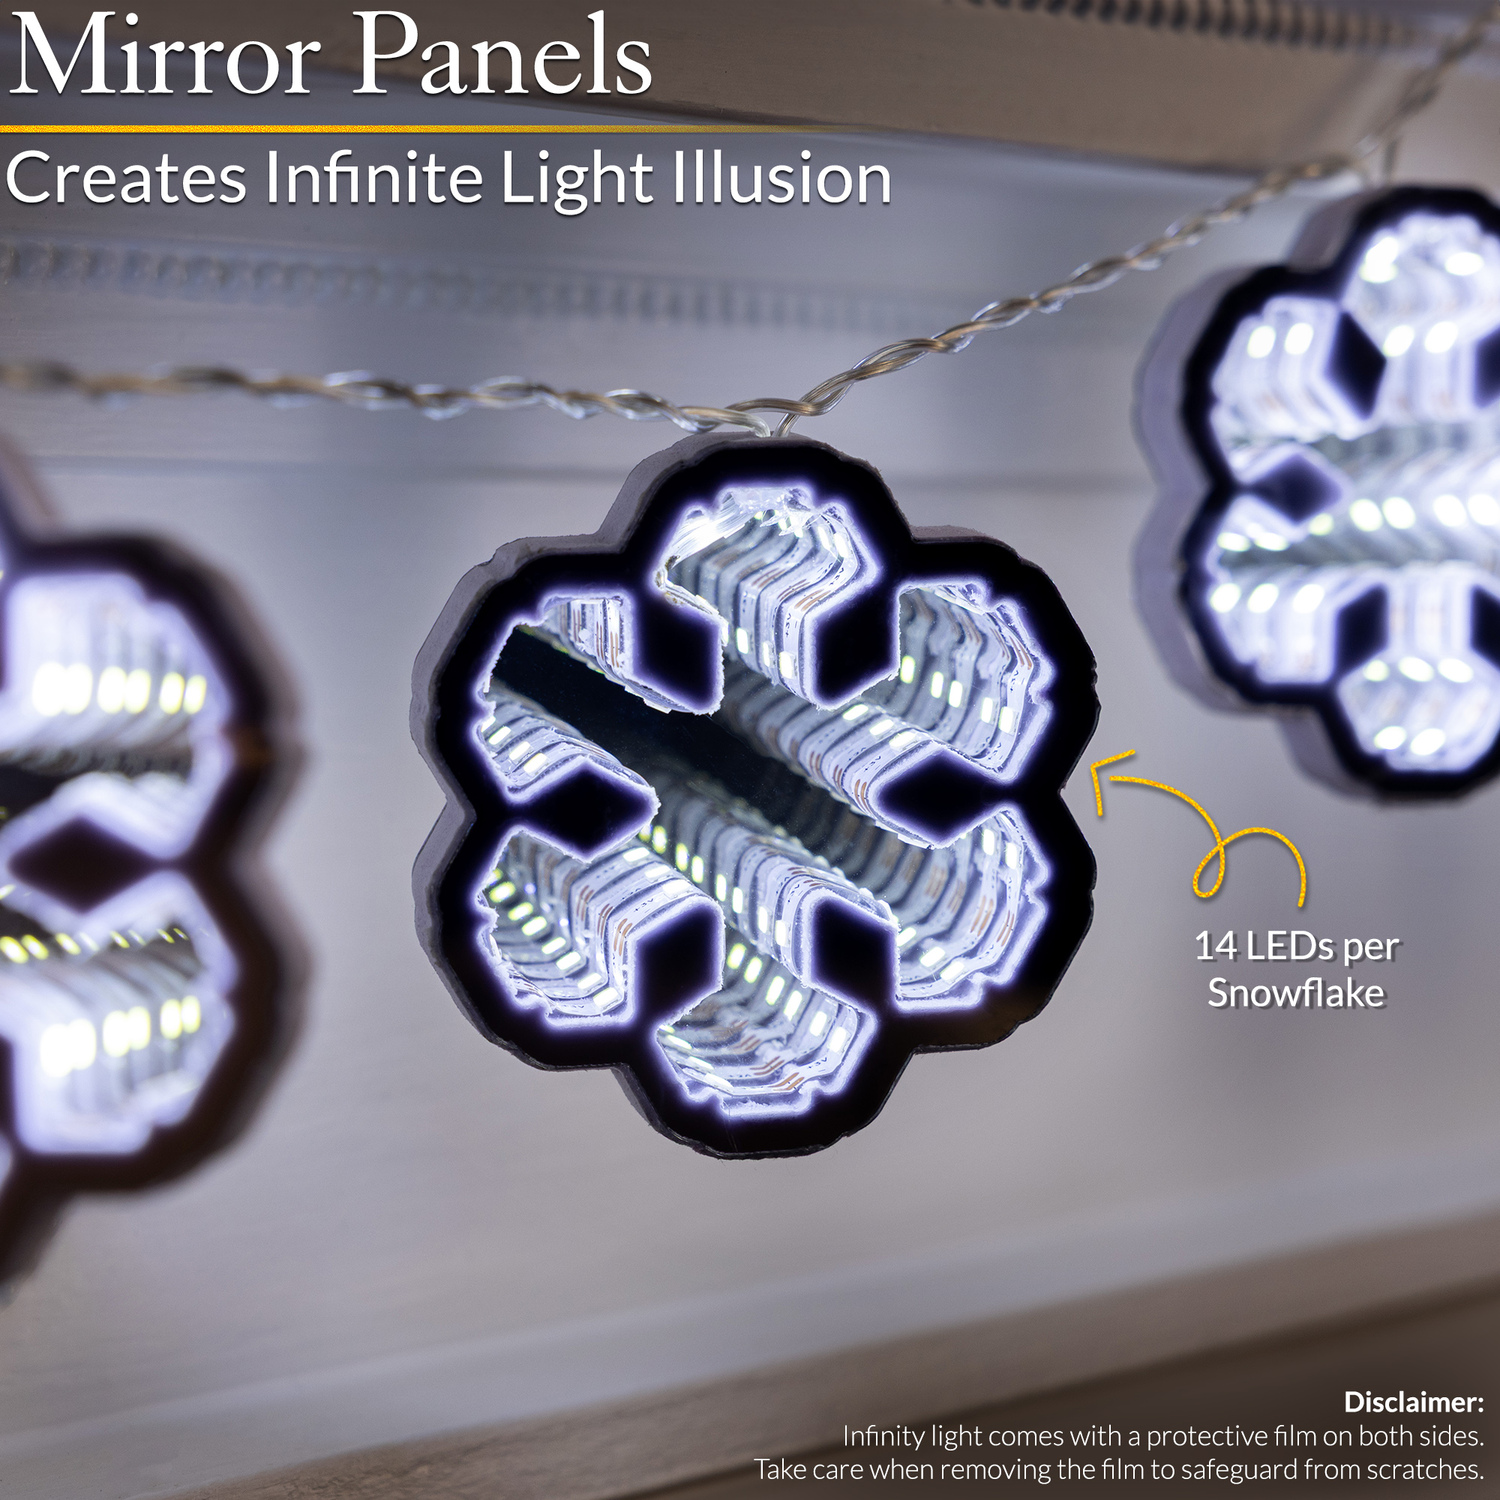 Mirror Panels
Creates Infinite Light Illusion
14 LEDs per
Snowflake
Disclaimer:
Infinity light comes with a protective film on both sides.
Take care when removing the film to safeguard from scratches.